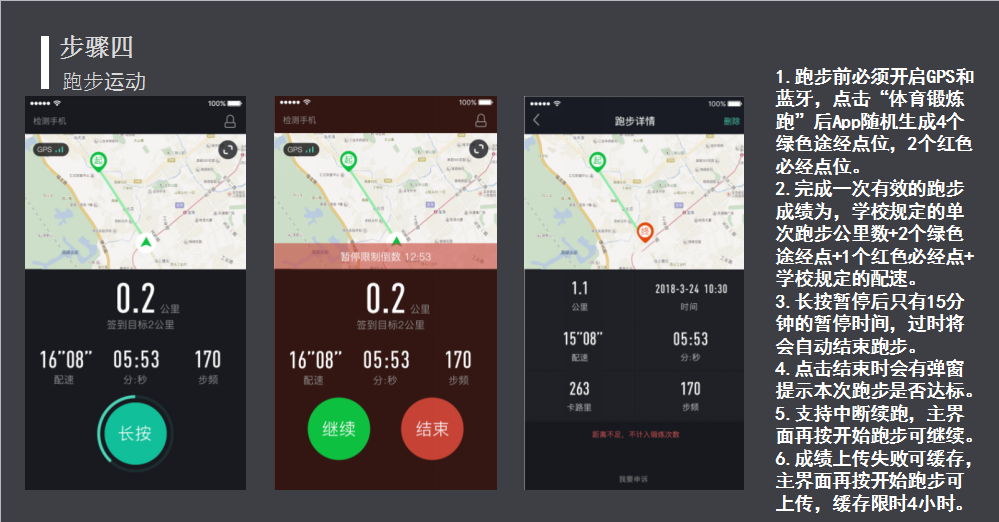 步骤四
跑步运动
100%
检测手机
GPS
起
0.2 公里
签到目标2公里
16”08” 05:53 170
配速 分:秒 步频
长按
100%
检测手机
GPS
起
暂停限制倒数 12:53
0.2 公里
签到目标2公里
16”08” 05:53 170
配速 分:秒 步频
继续 结束
100%
跑步详情 删除
起
终
1.1 2018-3-24 10:30
公里 时间
15”08” 05:53
配速 分:秒
263 170
卡路里 步频
距离不足，不计入锻炼次数
我要申诉
1.跑步前必须开启GPS和
蓝牙，点击“体育锻炼
跑”后App随机生成4个
绿色途经点位，2个红色
必经点位。
2.完成一次有效的跑步
成绩为，学校规定的单
次跑步公里数+2个绿色
途经点+1个红色必经点+
学校规定的配速。
3.长按暂停后只有15分
钟的暂停时间，过时将
会自动结束跑步。
4.点击结束时会有弹窗
提示本次跑步是否达标。
5.支持中断续跑，主界
面再按开始跑步可继续。
6.成绩上传失败可缓存，
主界面再按开始跑步可
上传，缓存限时4小时。